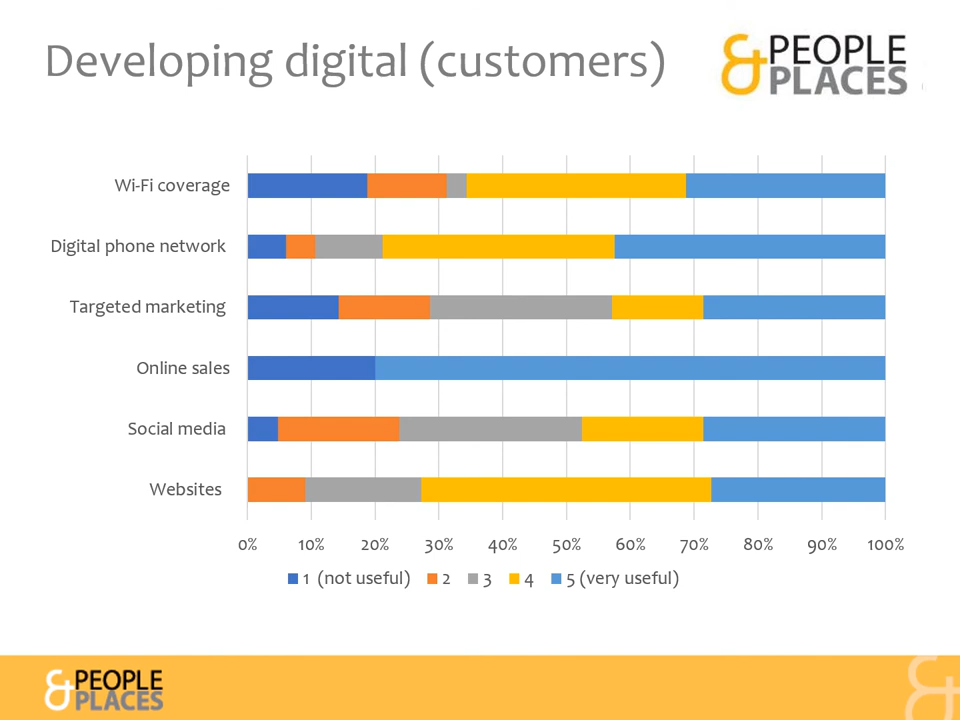 Developing digital (customers)
& PEOPLE
PLACES
Wi-Fi coverage
Digital phone network
Targeted marketing
Online sales
Social media
Websites
0% 10% 20% 30% 40% 50% 60% 70% 80% 90% 100%
1 (not useful) 2 3 4 5 (very useful)
& PEOPLE
PLACES
&